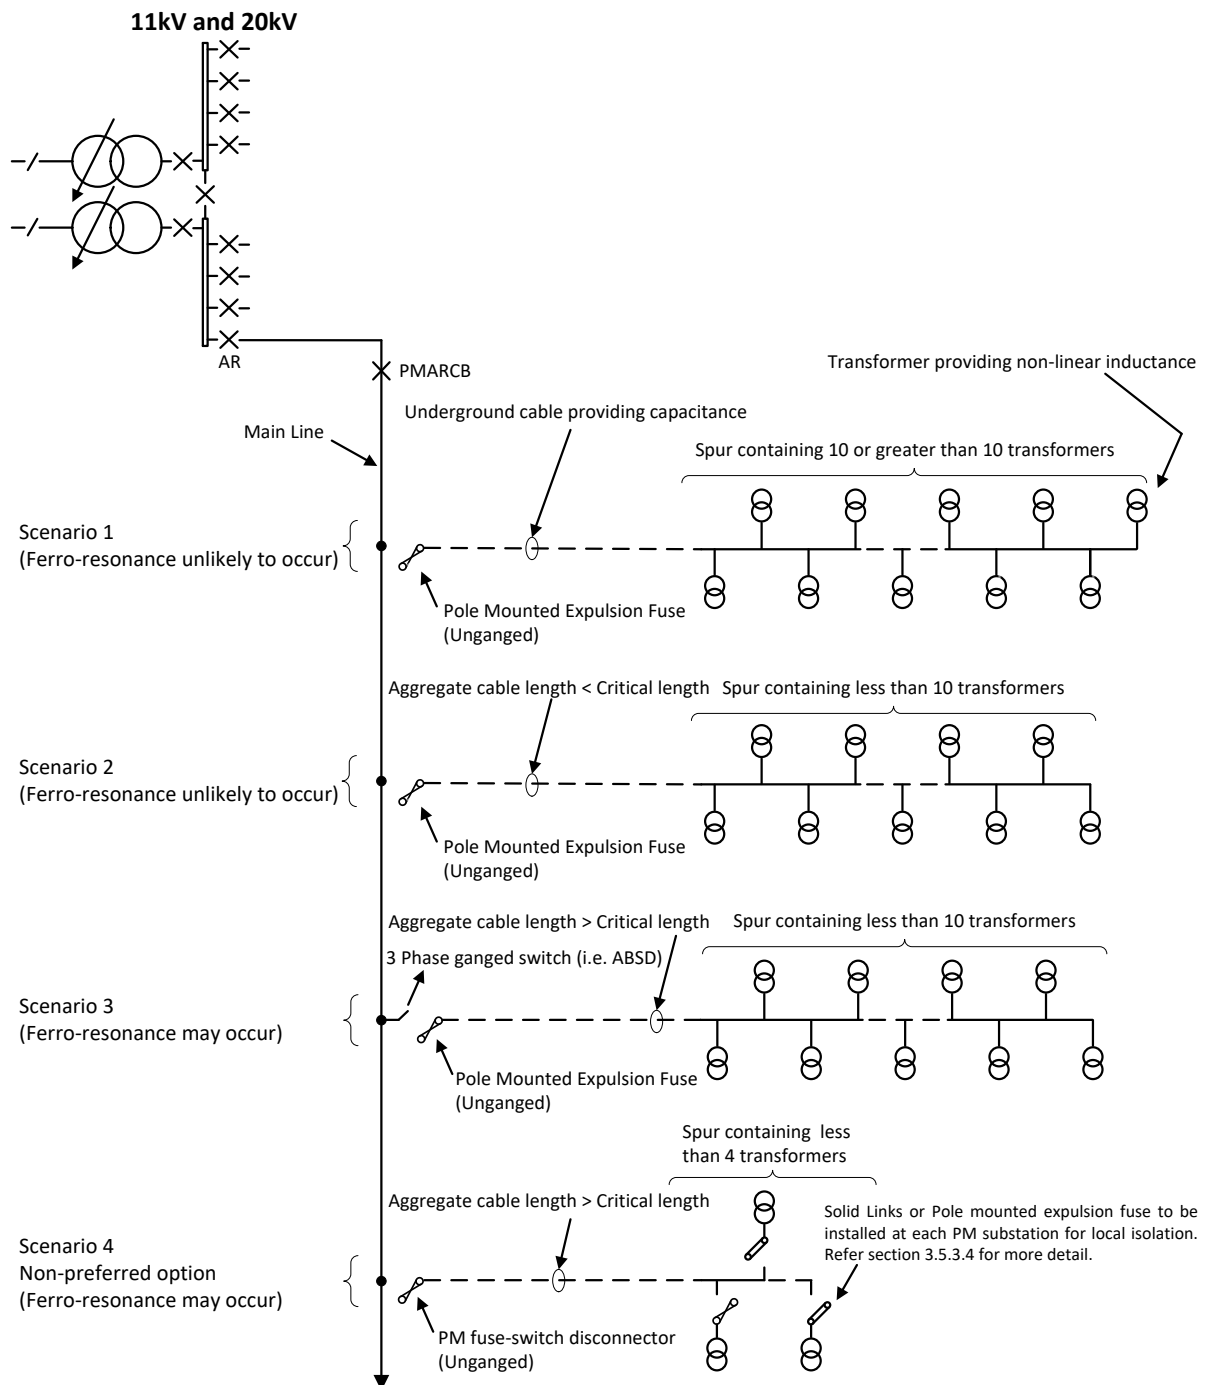 11kV and 20kV
AR
PMARCB
Transformer providing non-linear inductance
Underground cable providing capacitance
Main Line
Spur containing 10 or greater than 10 transformers
Scenario 1
(Ferro-resonance unlikely to occur)
Pole Mounted Expulsion Fuse
(Unganged)
Aggregate cable length < Critical length
Spur containing less than 10 transformers
Scenario 2
(Ferro-resonance unlikely to occur)
Pole Mounted Expulsion Fuse
(Unganged)
Aggregate cable length > Critical length
Spur containing less than 10 transformers
3 Phase ganged switch (i.e. ABSD)
Scenario 3
(Ferro-resonance may occur)
Pole Mounted Expulsion Fuse
(Unganged)
Spur containing less
than 4 transformers
Aggregate cable length > Critical length
Solid Links or Pole mounted expulsion fuse to be
installed at each PM substation for local isolation.
Refer section 3.5.3.4 for more detail.
Scenario 4
Non-preferred option
(Ferro-resonance may occur)
PM fuse-switch disconnector
(Unganged)